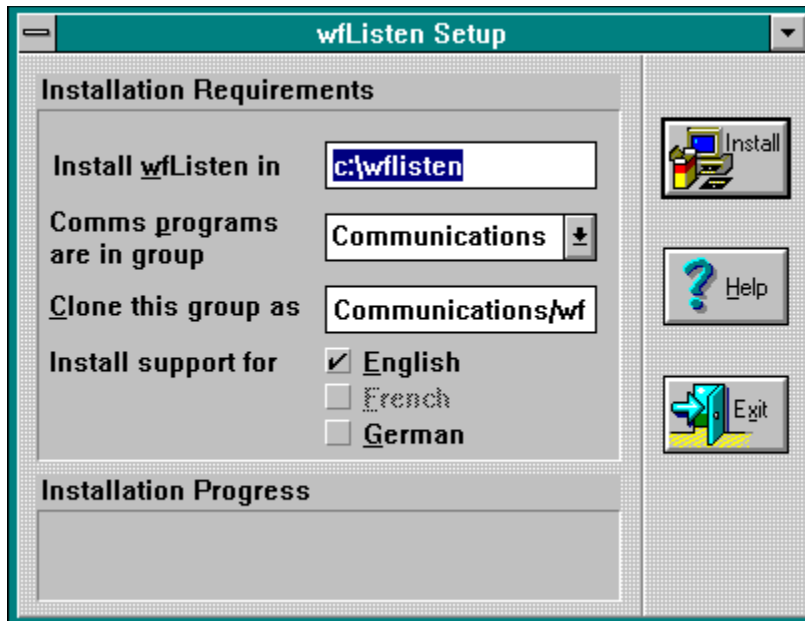 wfListen Setup
Installation Requirements
Install wfListen in
c:\wflisten
Comms programs
are in group
Communications
Clone this group as
Communications/wf
Install support for
English
French
German
Installation Progress
Install
Help
Exit